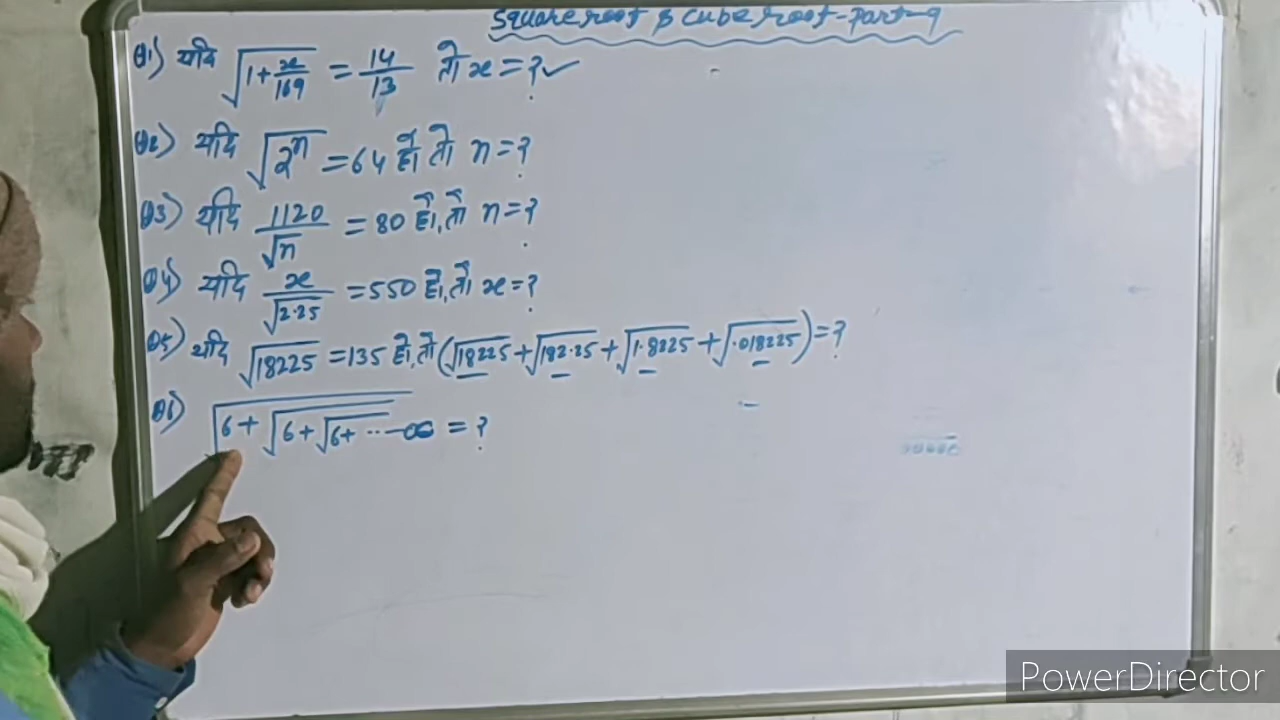 Square root & Cube root-Part-9
Q1) यदि √(1+x/169) = 14/13 तो x=? ✓
Q2) यदि √(2ⁿ) = 64 हो तो n=?
Q3) यदि 1120/√n = 80 हो, तो n=?
Q4) यदि x/√2.25 = 550 हो, तो x=?
Q5) यदि √18225 = 135 हो, तो (√18225 + √182.25 + √1.8225 + √.018225) = ?
Q6) √(6+√(6+√(6+ ... ∞ = ?
PowerDirector